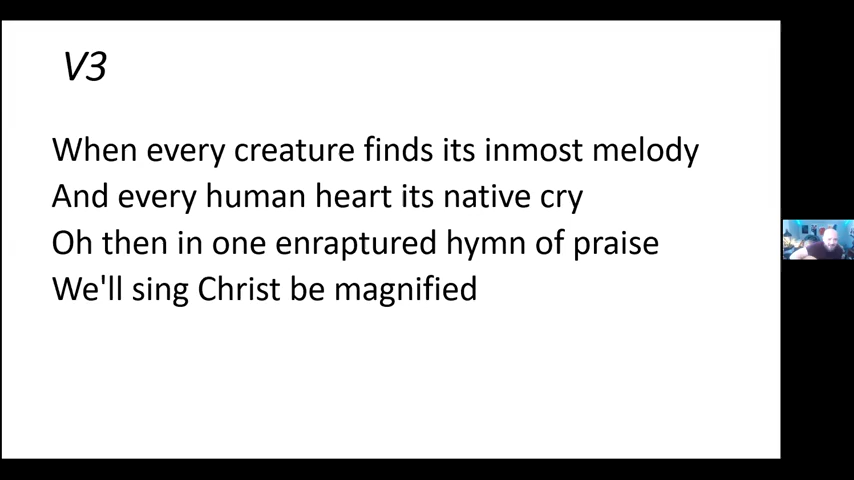 V3
When every creature finds its inmost melody
And every human heart its native cry
Oh then in one enraptured hymn of praise
We'll sing Christ be magnified